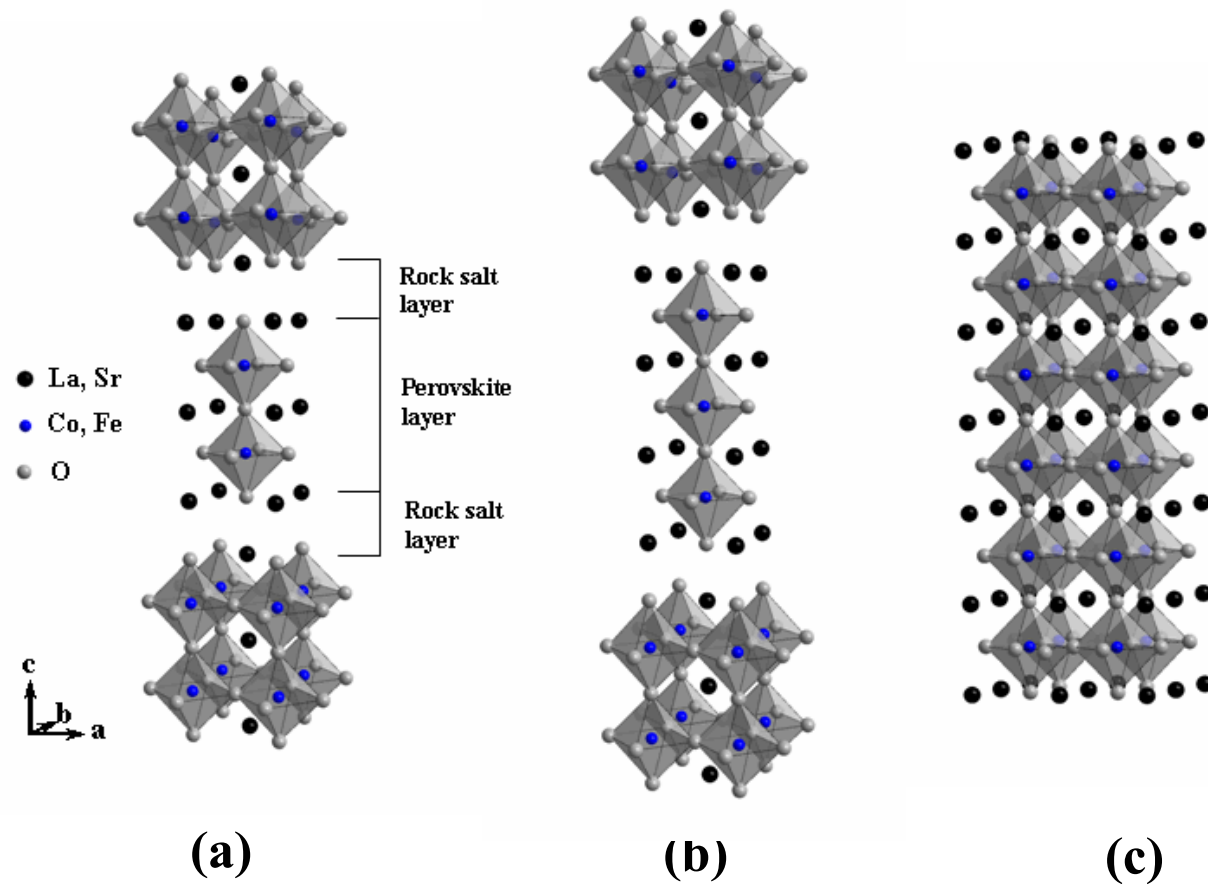 Rock salt
layer
La, Sr
Co, Fe
O
Perovskite
layer
Rock salt
layer
c
b
a
(a)
(b)
(c)